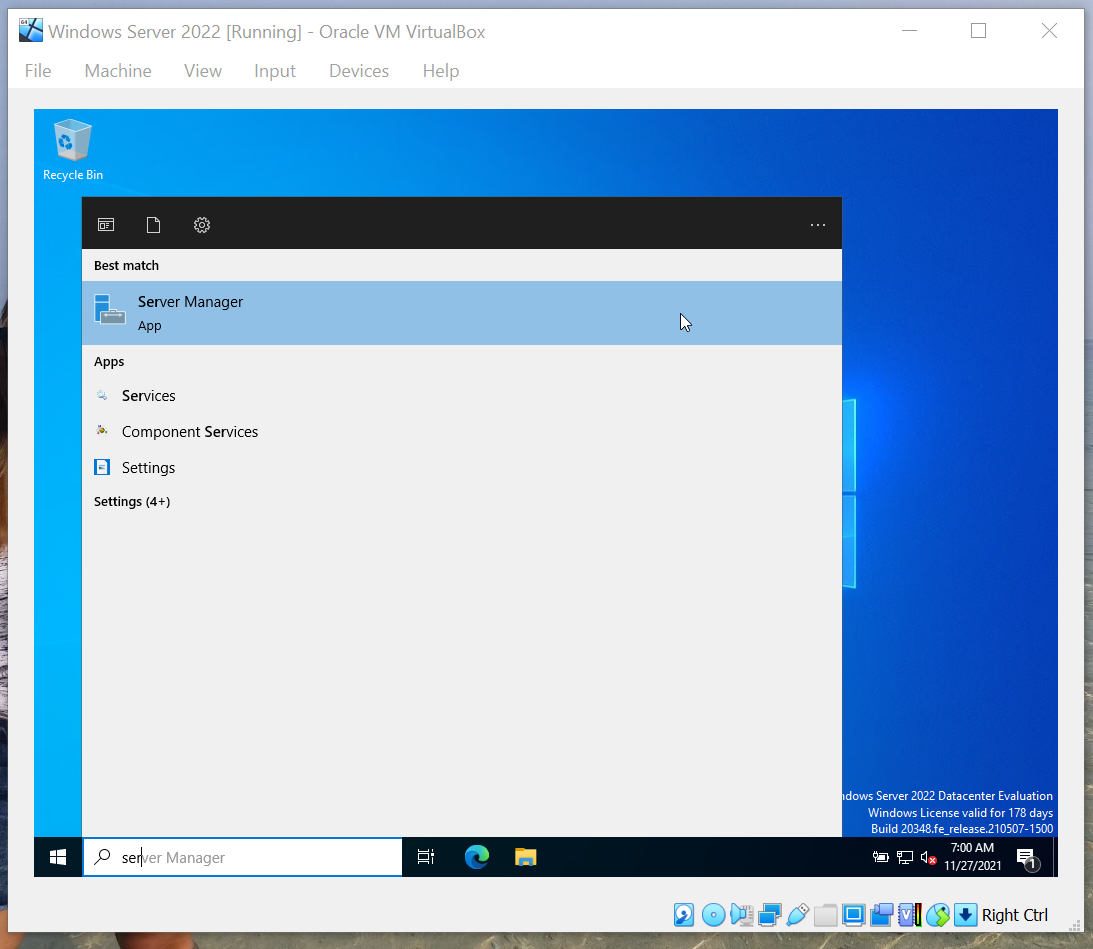 Windows Server 2022 [Running] - Oracle VM VirtualBox
File Machine View Input Devices Help
Recycle Bin
Best match
Server Manager
App
Apps
Services
Component Services
Settings
Settings (4+)
Server 2022 Datacenter Evaluation
Windows License valid for 178 days
Build 20348.fe_release.210507-1500
server Manager
7:00 AM
11/27/2021
1
Right Ctrl